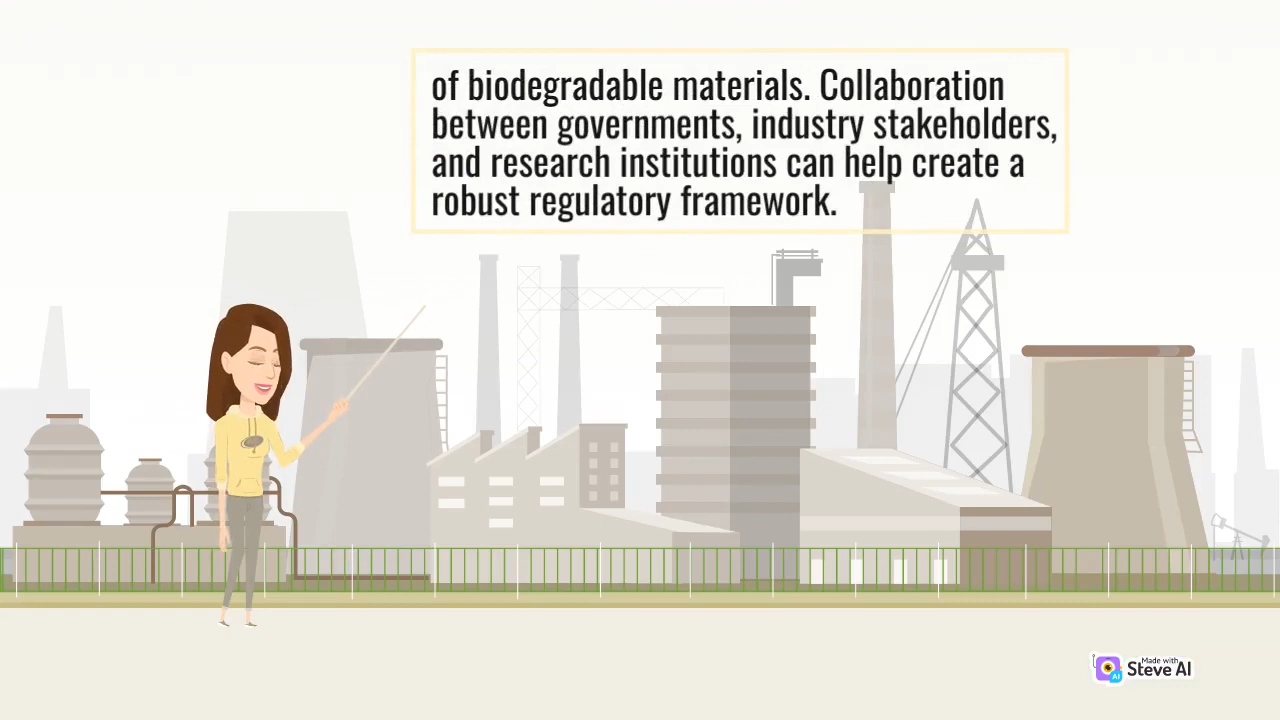 of biodegradable materials. Collaboration
between governments, industry stakeholders,
and research institutions can help create a
robust regulatory framework.
Made with
Steve AI
AI